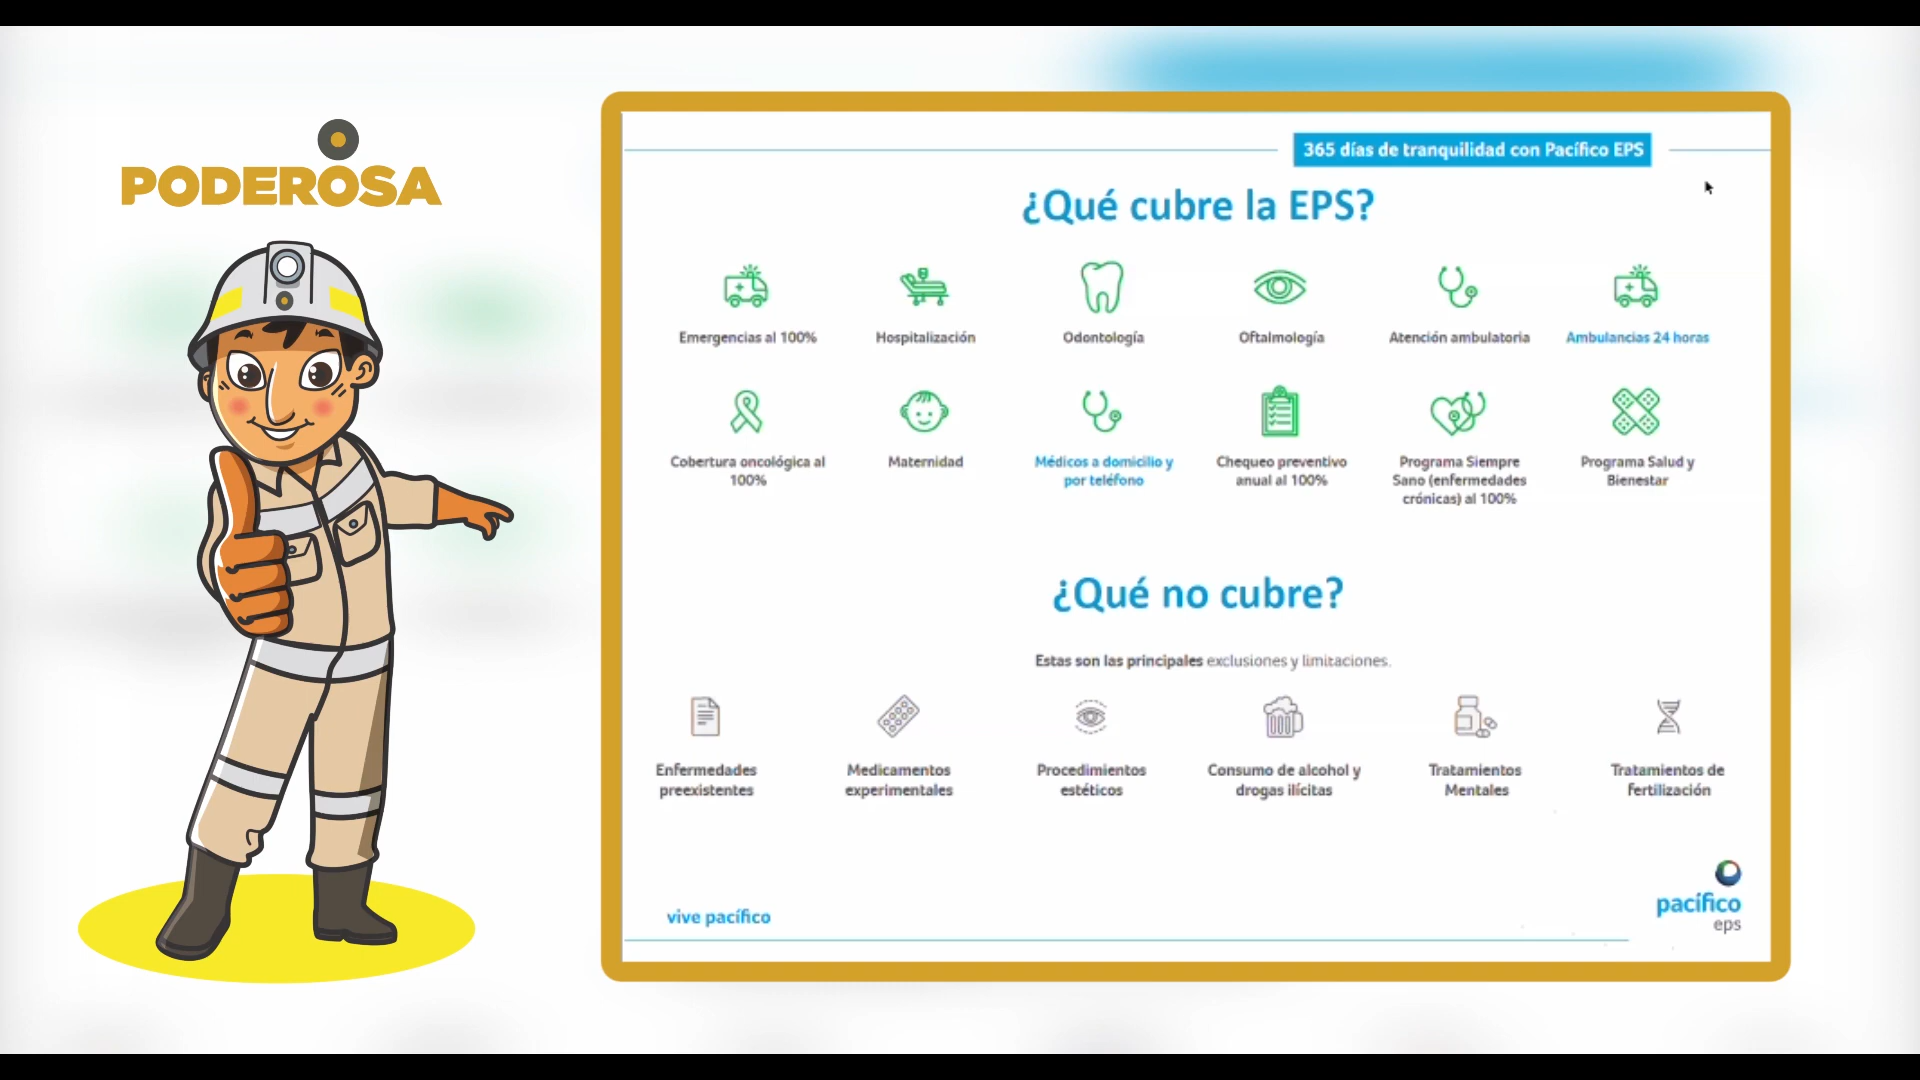 PODEROSA
365 días de tranquilidad con Pacífico EPS
¿Qué cubre la EPS?
Emergencias al 100%
Hospitalización
Odontología
Oftalmología
Atención ambulatoria
Ambulancias 24 horas
Cobertura oncológica al
100%
Maternidad
Médicos a domicilio y
por teléfono
Chequeo preventivo
anual al 100%
Programa Siempre
Sano (enfermedades
crónicas) al 100%
Programa Salud y
Bienestar
¿Qué no cubre?
Estas son las principales exclusiones y limitaciones.
Enfermedades
preexistentes
Medicamentos
experimentales
Procedimientos
estéticos
Consumo de alcohol y
drogas ilícitas
Tratamientos
Mentales
Tratamientos de
fertilización
vive pacífico
pacífico
eps